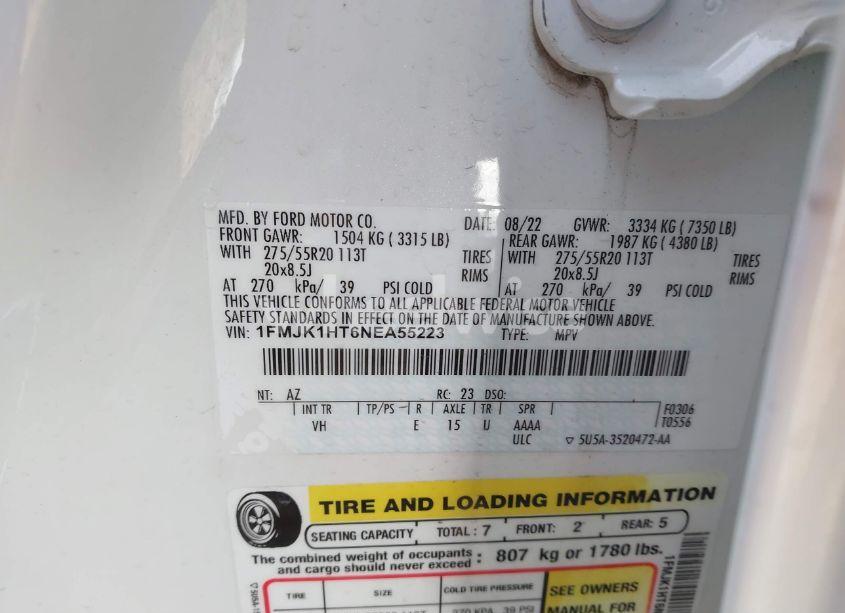 MFD. BY FORD MOTOR CO. DATE: 08/22 GVWR: 3334 KG ( 7350 LB)
FRONT GAWR: 1504 KG ( 3315 LB) REAR GAWR: 1987 KG ( 4380 LB)
WITH 275/55R20 113T TIRES WITH 275/55R20 113T TIRES
20x8.5J RIMS 20x8.5J RIMS
AT 270 kPa/ 39 PSI COLD AT 270 kPa/ 39 PSI COLD
THIS VEHICLE CONFORMS TO ALL APPLICABLE FEDERAL MOTOR VEHICLE
SAFETY STANDARDS IN EFFECT ON THE DATE OF MANUFACTURE SHOWN ABOVE.
VIN: 1FMJK1HT6NEA55223 TYPE: MPV
NT: AZ RC: 23 DSO:
INT TR TP/PS R AXLE TR SPR F0306
VH E 15 U AAAA T0556
ULC ▽ 5U5A-3520472-AA
TIRE AND LOADING INFORMATION
SEATING CAPACITY TOTAL : 7 FRONT: 2 REAR: 5
The combined weight of occupants and cargo should never exceed : 807 kg or 1780 lbs.
TIRE SIZE COLD TIRE PRESSURE SEE OWNERS
MANUAL FOR